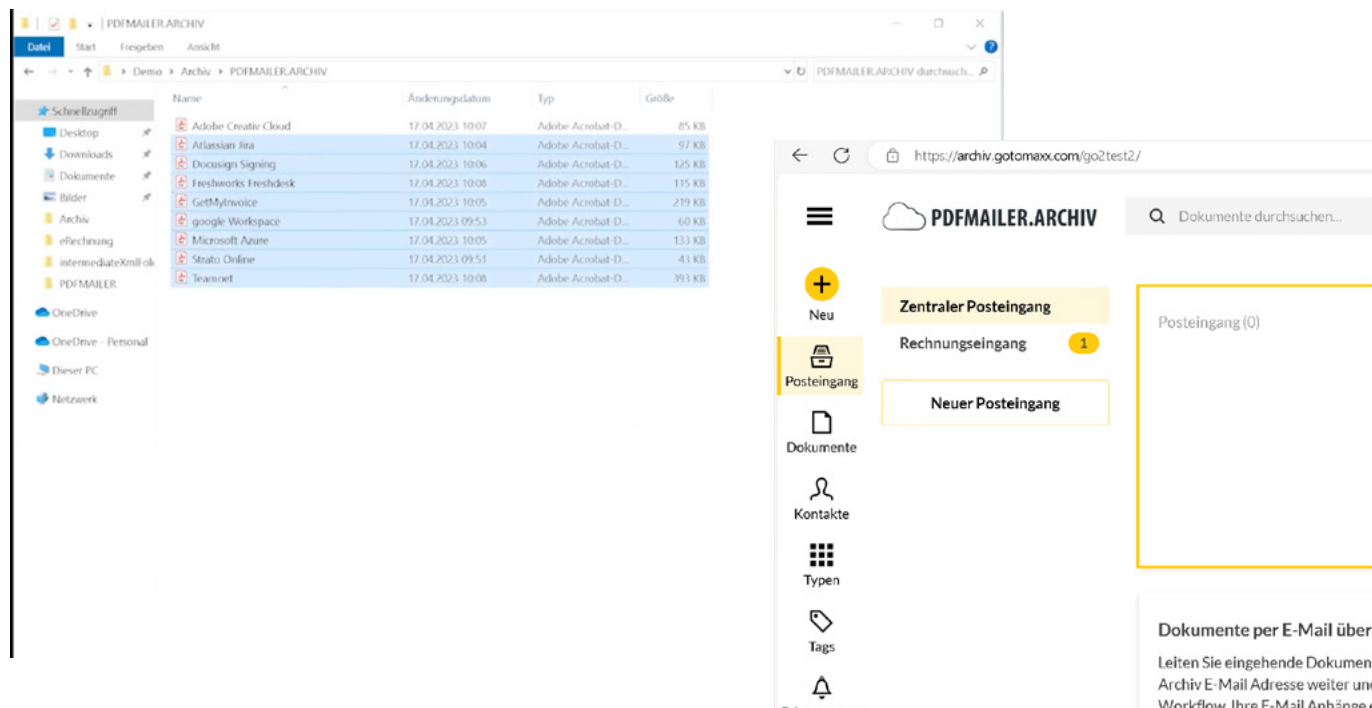 PDFMAILER.ARCHIV
Datei Start Freigeben Ansicht
Demo > Archiv > PDFMAILER.ARCHIV
PDFMAILER.ARCHIV durchsuch...
Name Änderungsdatum Typ Größe
Schnellzugriff
Desktop
Downloads
Dokumente
Bilder
Archiv
eRechnung
intermediateXmlFol
PDFMAILER
OneDrive
OneDrive - Personal
Dieser PC
Netzwerk
Adobe Creativ Cloud 17.04.2023 10:07 Adobe Acrobat-D... 85 KB
Atlassian Jira 17.04.2023 10:04 Adobe Acrobat-D... 97 KB
Docusign Signing 17.04.2023 10:06 Adobe Acrobat-D... 125 KB
Freshworks Freshdesk 17.04.2023 10:08 Adobe Acrobat-D... 115 KB
GetMyInvoice 17.04.2023 10:05 Adobe Acrobat-D... 219 KB
google Workspace 17.04.2023 09:53 Adobe Acrobat-D... 60 KB
Microsoft Azure 17.04.2023 10:05 Adobe Acrobat-D... 133 KB
Strato Online 17.04.2023 09:51 Adobe Acrobat-D... 43 KB
Teamnet 17.04.2023 10:08 Adobe Acrobat-D... 393 KB
https://archiv.gotomaxx.com/go2test2/
PDFMAILER.ARCHIV
Dokumente durchsuchen...
Neu
Posteingang
Dokumente
Kontakte
Typen
Tags
Zentraler Posteingang
Rechnungseingang 1
Neuer Posteingang
Posteingang (0)
Dokumente per E-Mail über
Leiten Sie eingehende Dokumen
Archiv E-Mail Adresse weiter und
Workflow. Ihre E-Mail Anhänge